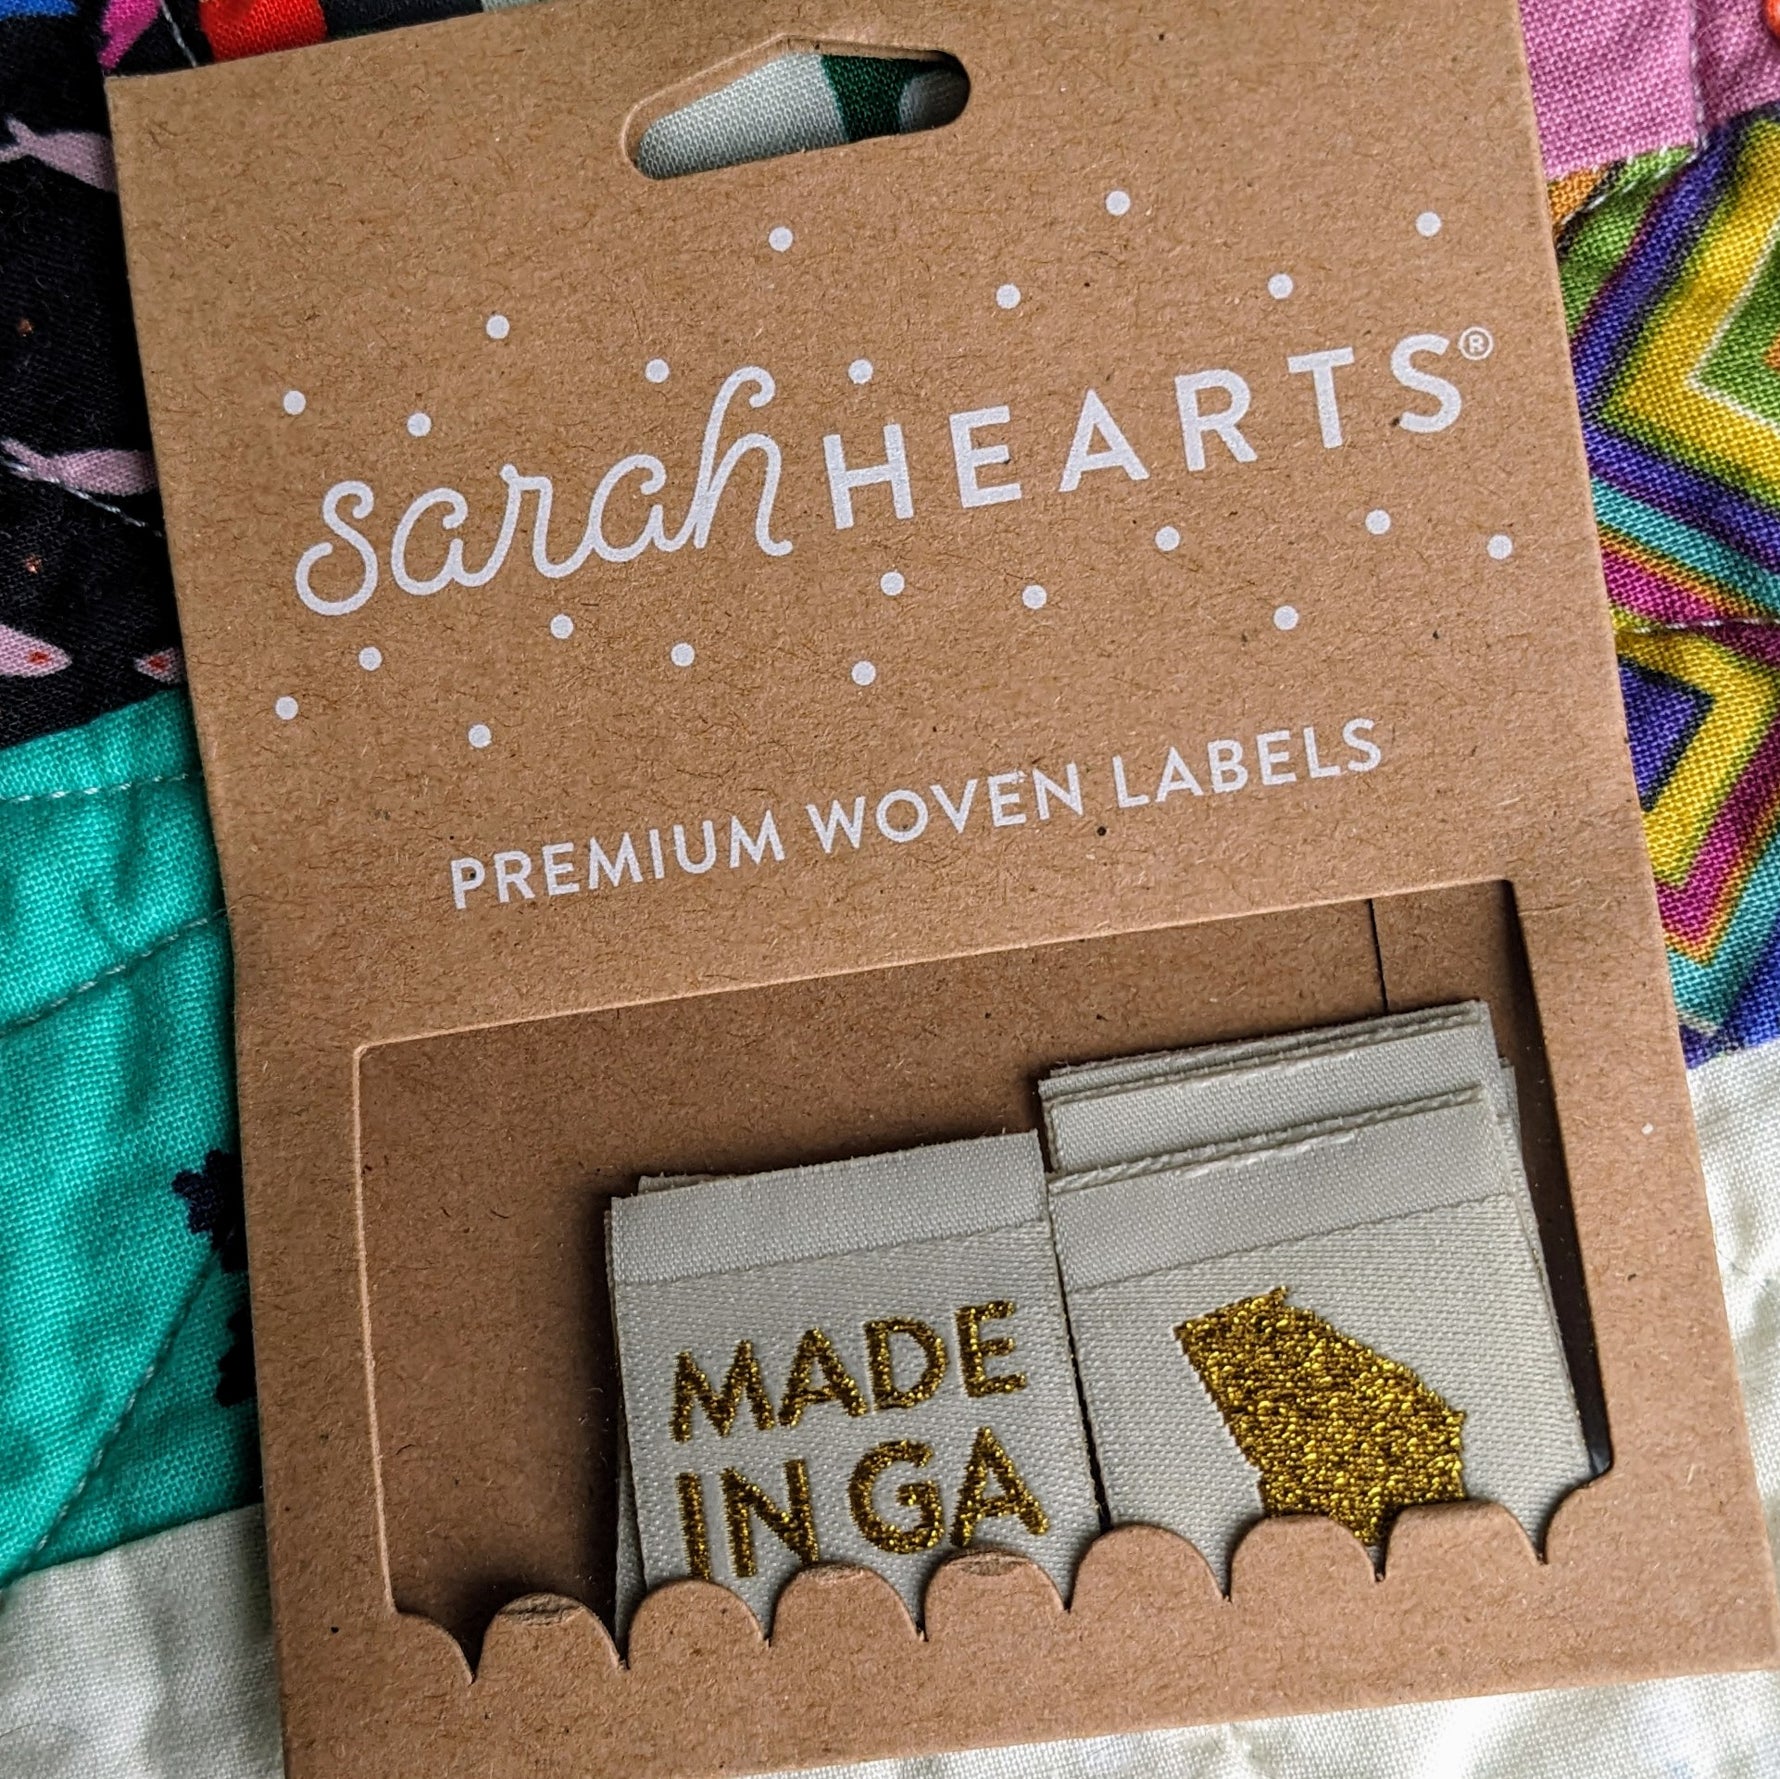 sarah HEARTS®
PREMIUM WOVEN LABELS
MADE
IN GA